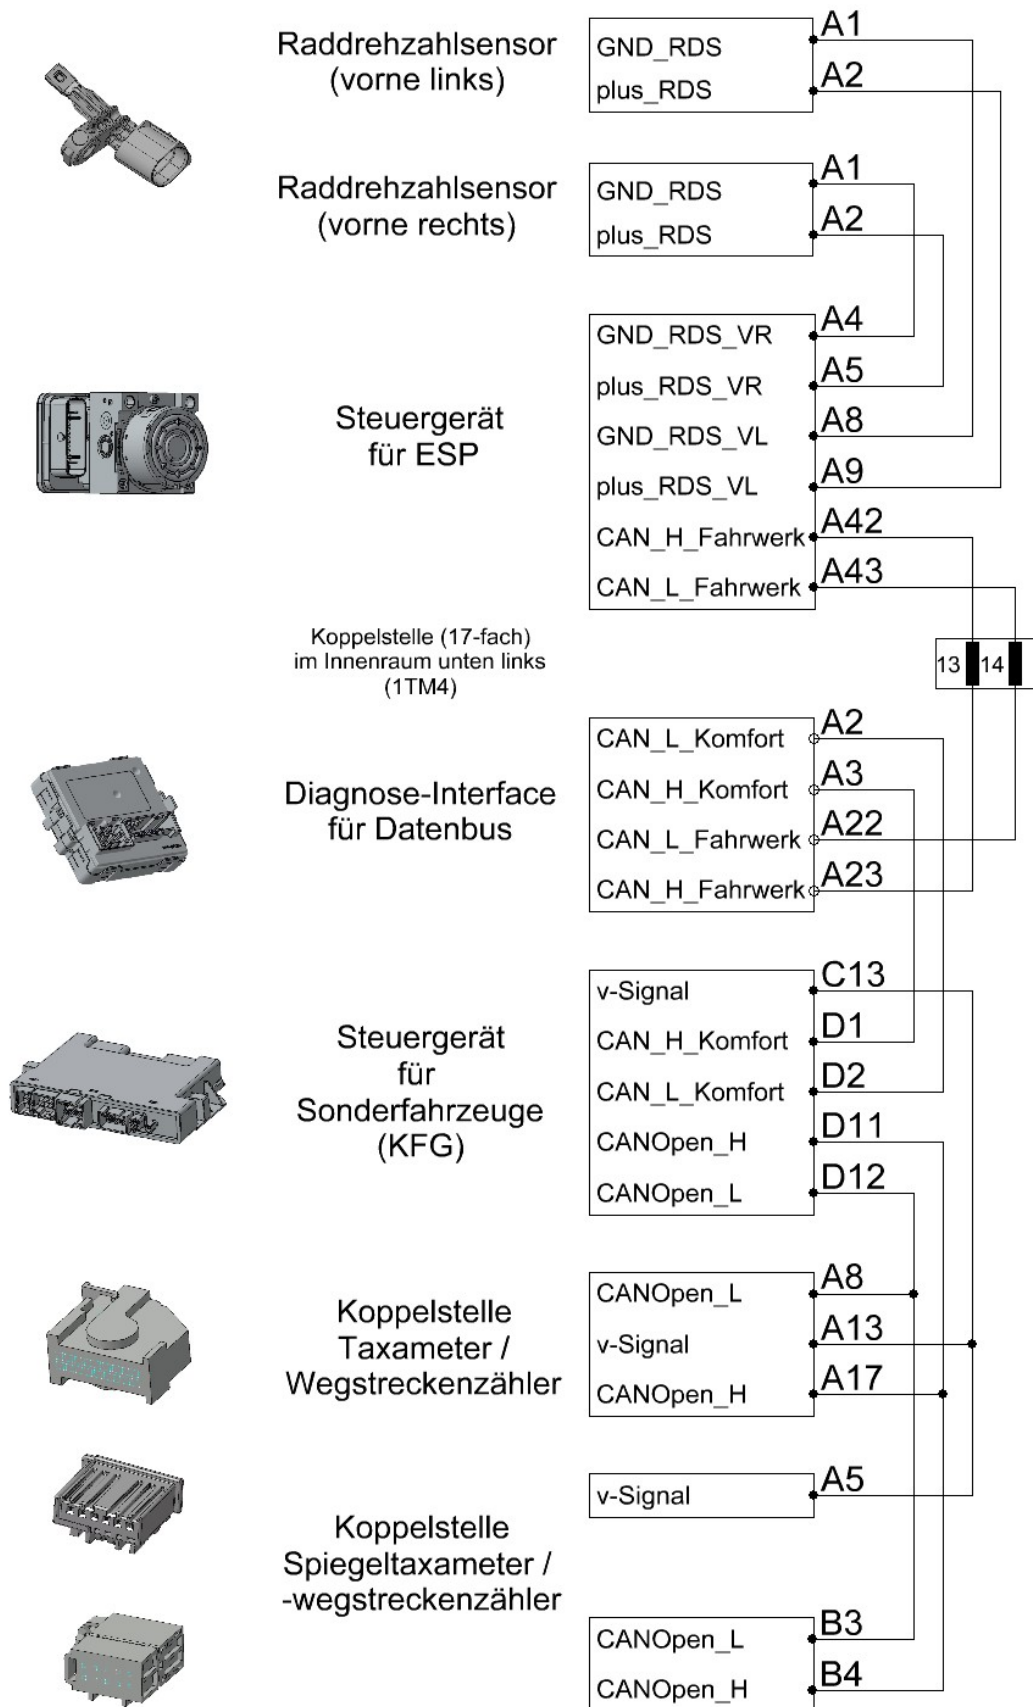 Raddrehzahlsensor
(vorne links)
GND_RDS
A1
plus_RDS
A2
Raddrehzahlsensor
(vorne rechts)
GND_RDS
A1
plus_RDS
A2
Steuergerät
für ESP
GND_RDS_VR
A4
plus_RDS_VR
A5
GND_RDS_VL
A8
plus_RDS_VL
A9
CAN_H_Fahrwerk
A42
CAN_L_Fahrwerk
A43
Koppelstelle (17-fach)
im Innenraum unten links
(1TM4)
13
14
Diagnose-Interface
für Datenbus
CAN_L_Komfort
A2
CAN_H_Komfort
A3
CAN_L_Fahrwerk
A22
CAN_H_Fahrwerk
A23
Steuergerät
für
Sonderfahrzeuge
(KFG)
v-Signal
C13
CAN_H_Komfort
D1
CAN_L_Komfort
D2
CANOpen_H
D11
CANOpen_L
D12
Koppelstelle
Taxameter /
Wegstreckenzähler
CANOpen_L
A8
v-Signal
A13
CANOpen_H
A17
Koppelstelle
Spiegeltaxameter /
-wegstreckenzähler
v-Signal
A5
CANOpen_L
B3
CANOpen_H
B4